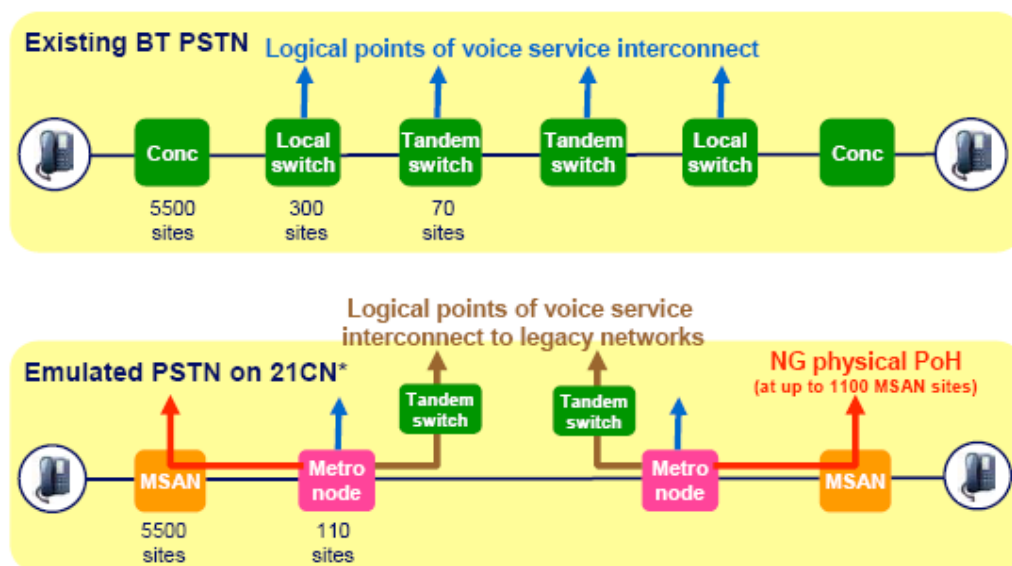 Existing BT PSTN
Logical points of voice service interconnect
Conc
Local
switch
Tandem
switch
Tandem
switch
Local
switch
Conc
5500
sites
300
sites
70
sites
Logical points of voice service
interconnect to legacy networks
Emulated PSTN on 21CN*
NG physical PoH
(at up to 1100 MSAN sites)
Tandem
switch
Tandem
switch
MSAN
Metro
node
Metro
node
MSAN
5500
sites
110
sites